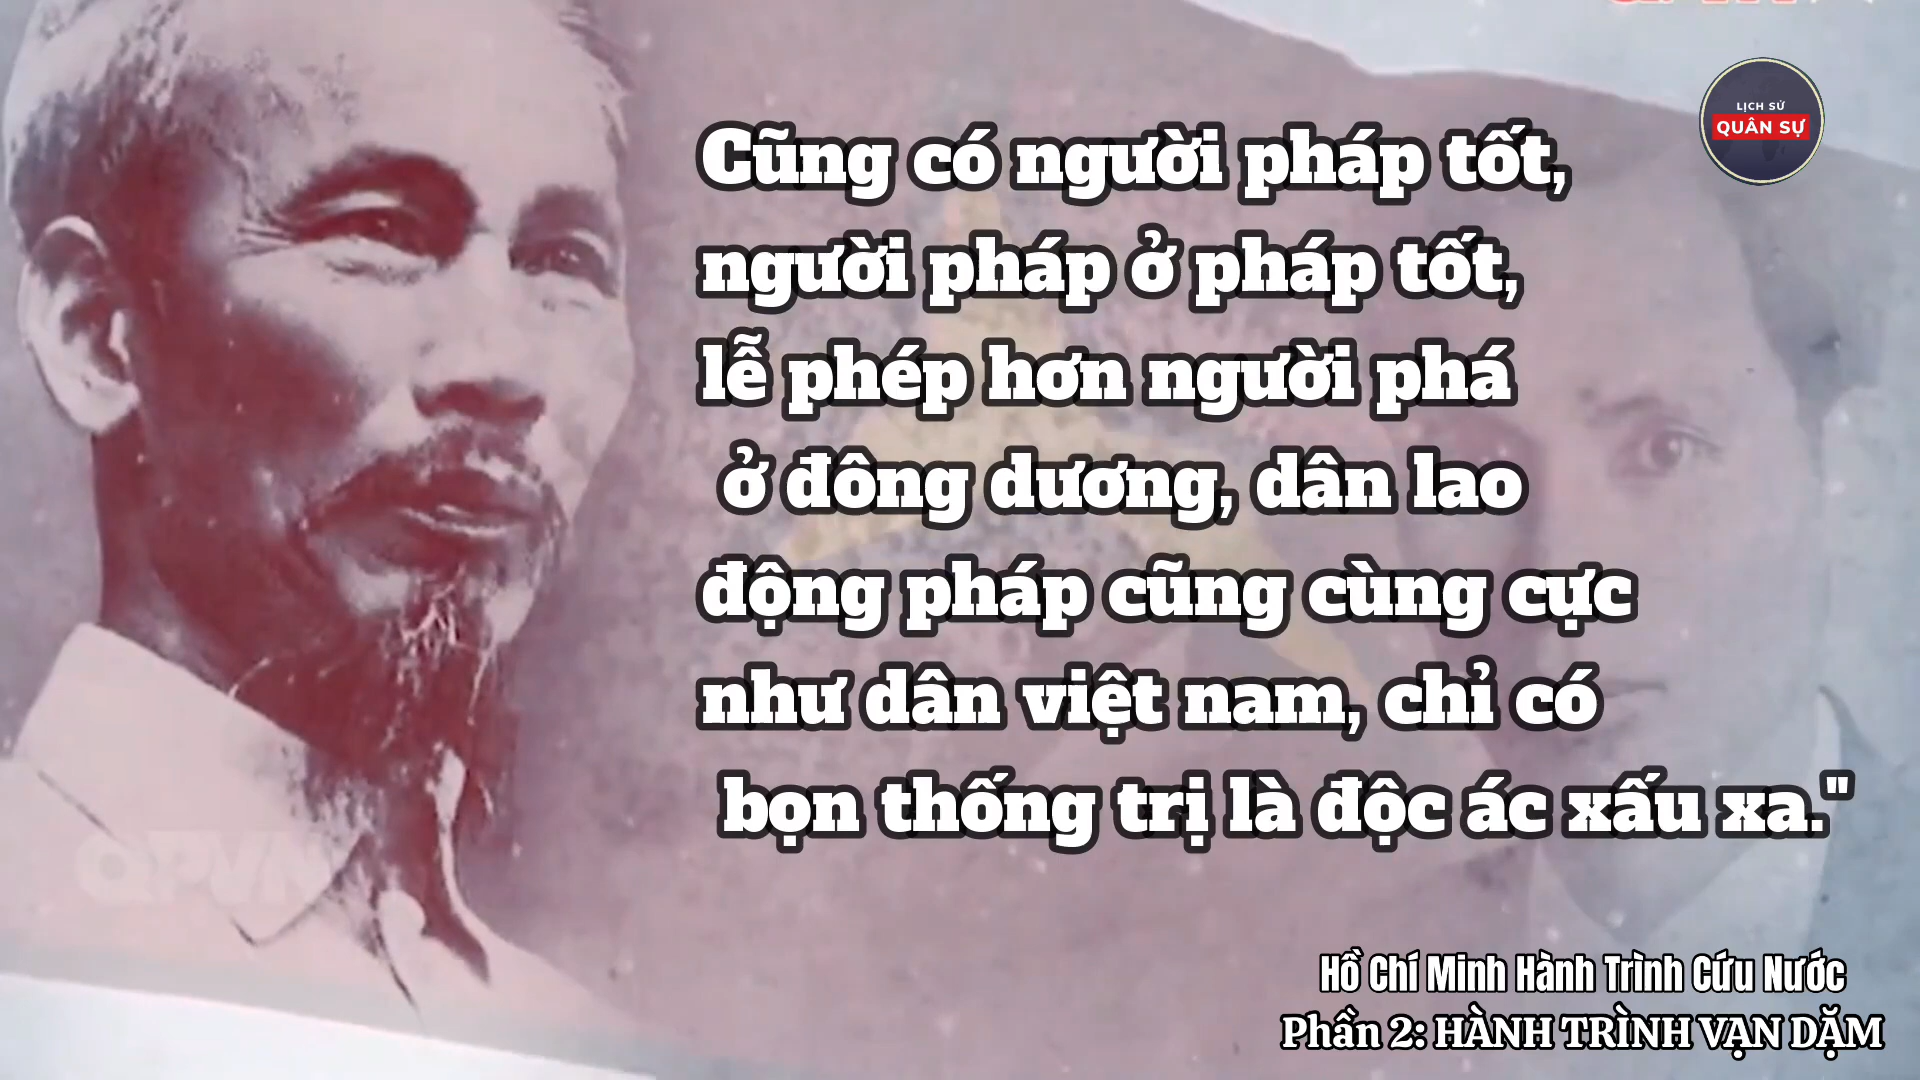 LỊCH SỬ
QUÂN SỰ
Cũng có người pháp tốt,
người pháp ở pháp tốt,
lễ phép hơn người phá
ở đông dương, dân lao
động pháp cũng cùng cực
như dân việt nam, chỉ có
bọn thống trị là độc ác xấu xa."
QPVN
Hồ Chí Minh Hành Trình Cứu Nước
Phần 2: HÀNH TRÌNH VẠN DẶM